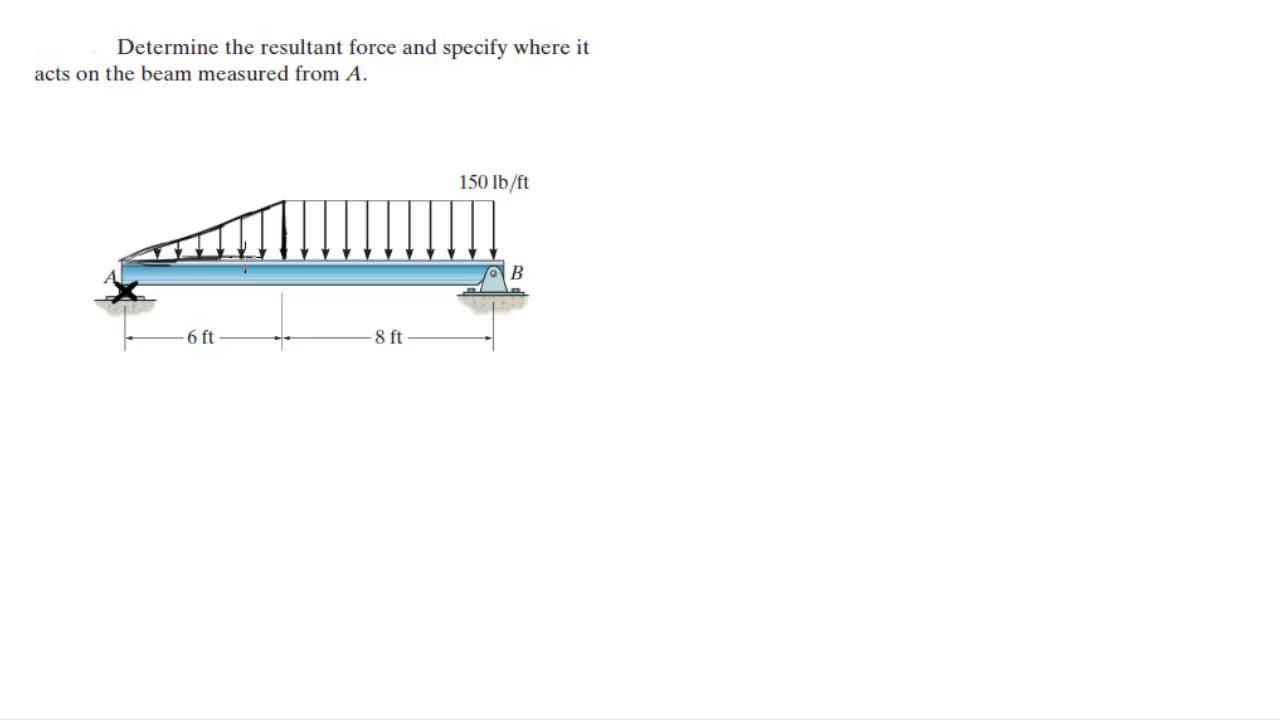 Determine the resultant force and specify where it
acts on the beam measured from A.
150 lb/ft
A
B
6 ft
8 ft